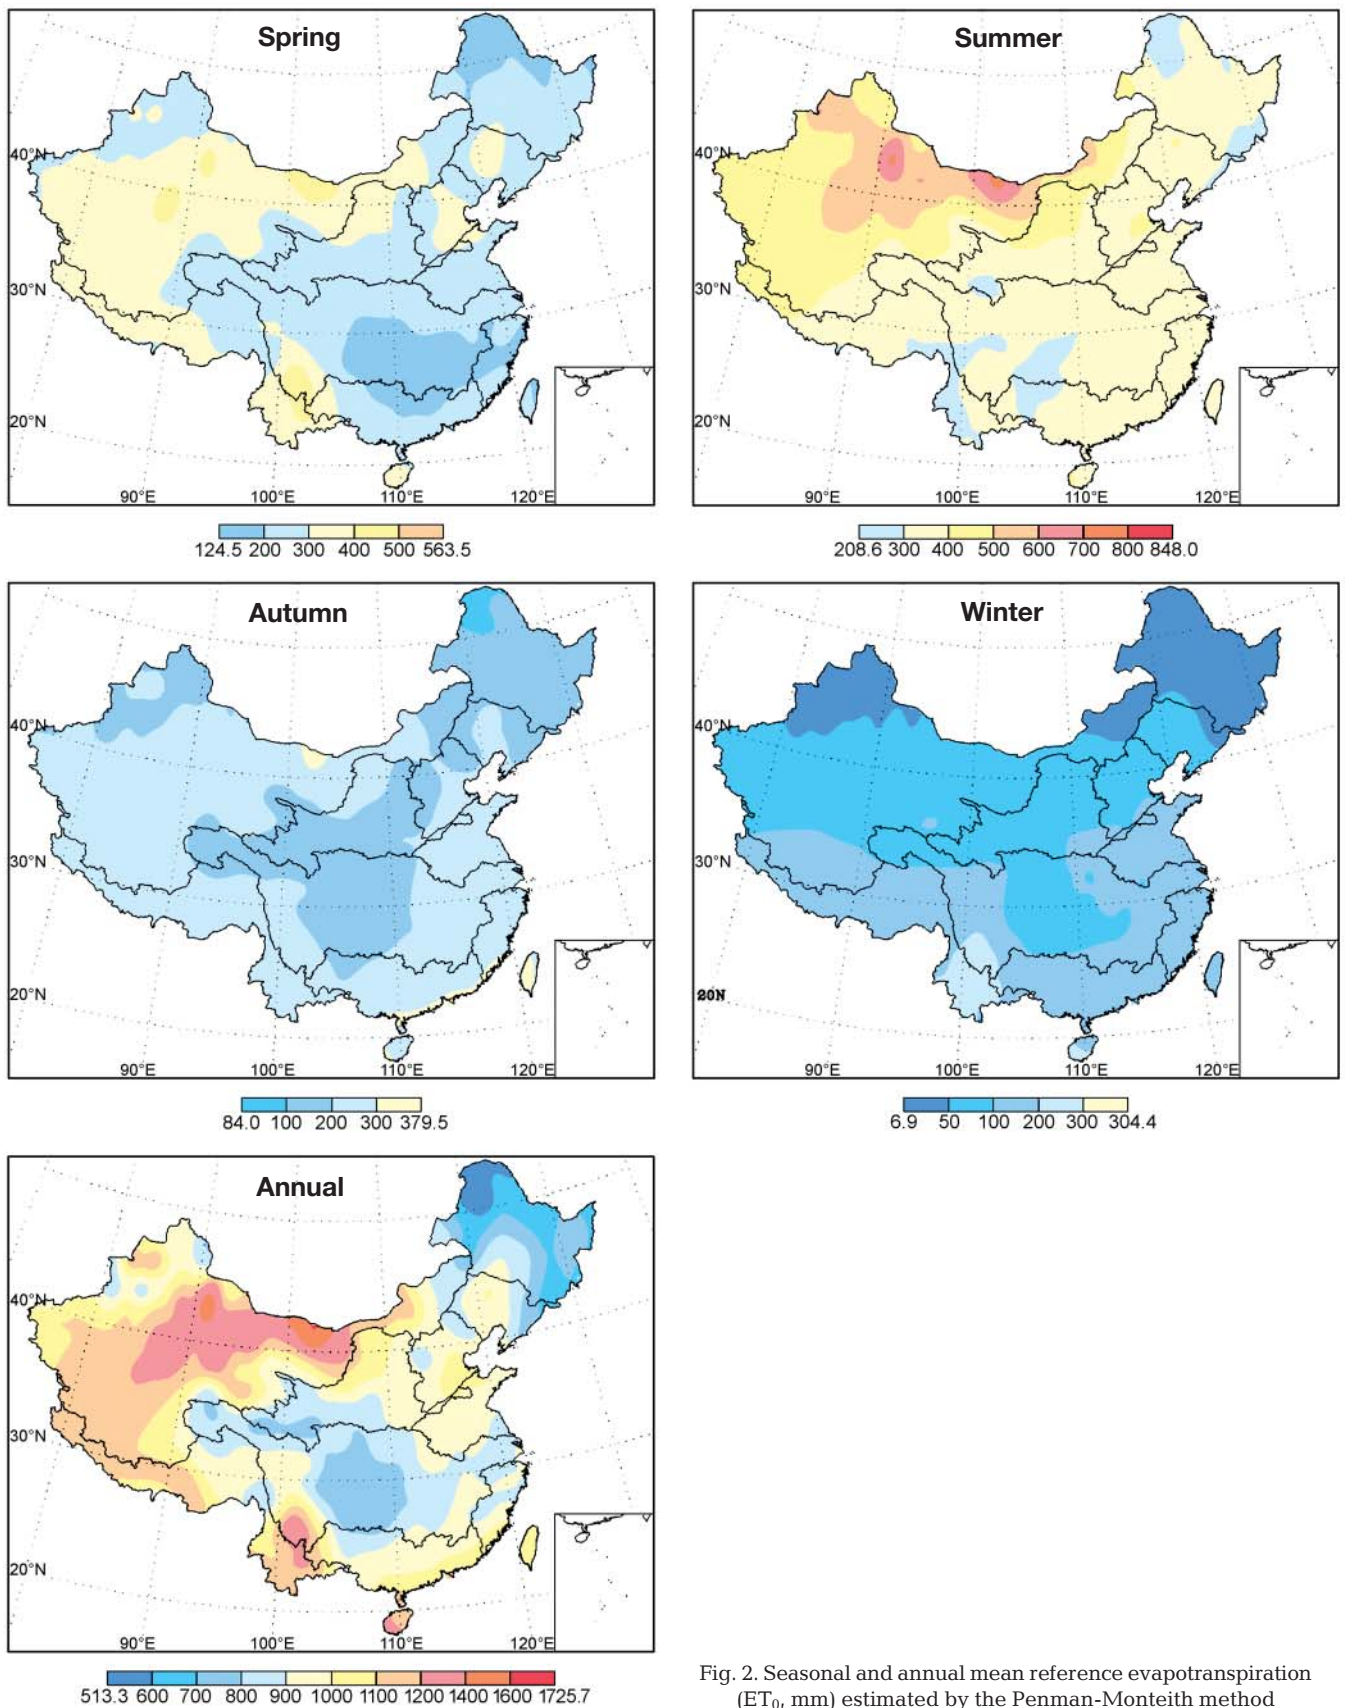 Spring
40°N
30°N
20°N
90°E 100°E 110°E 120°E
124.5 200 300 400 500 563.5
Summer
40°N
30°N
20°N
90°E 100°E 110°E 120°E
208.6 300 400 500 600 700 800 848.0
Autumn
40°N
30°N
20°N
90°E 100°E 110°E 120°E
84.0 100 200 300 379.5
Winter
40°N
30°N
20N
90°E 100°E 110°E 120°E
6.9 50 100 200 300 304.4
Annual
40°N
30°N
20°N
90°E 100°E 110°E 120°E
513.3 600 700 800 900 1000 1100 1200 1300 1400 1600 1725.7
Fig. 2. Seasonal and annual mean reference evapotranspiration
(ET₀, mm) estimated by the Penman-Monteith method